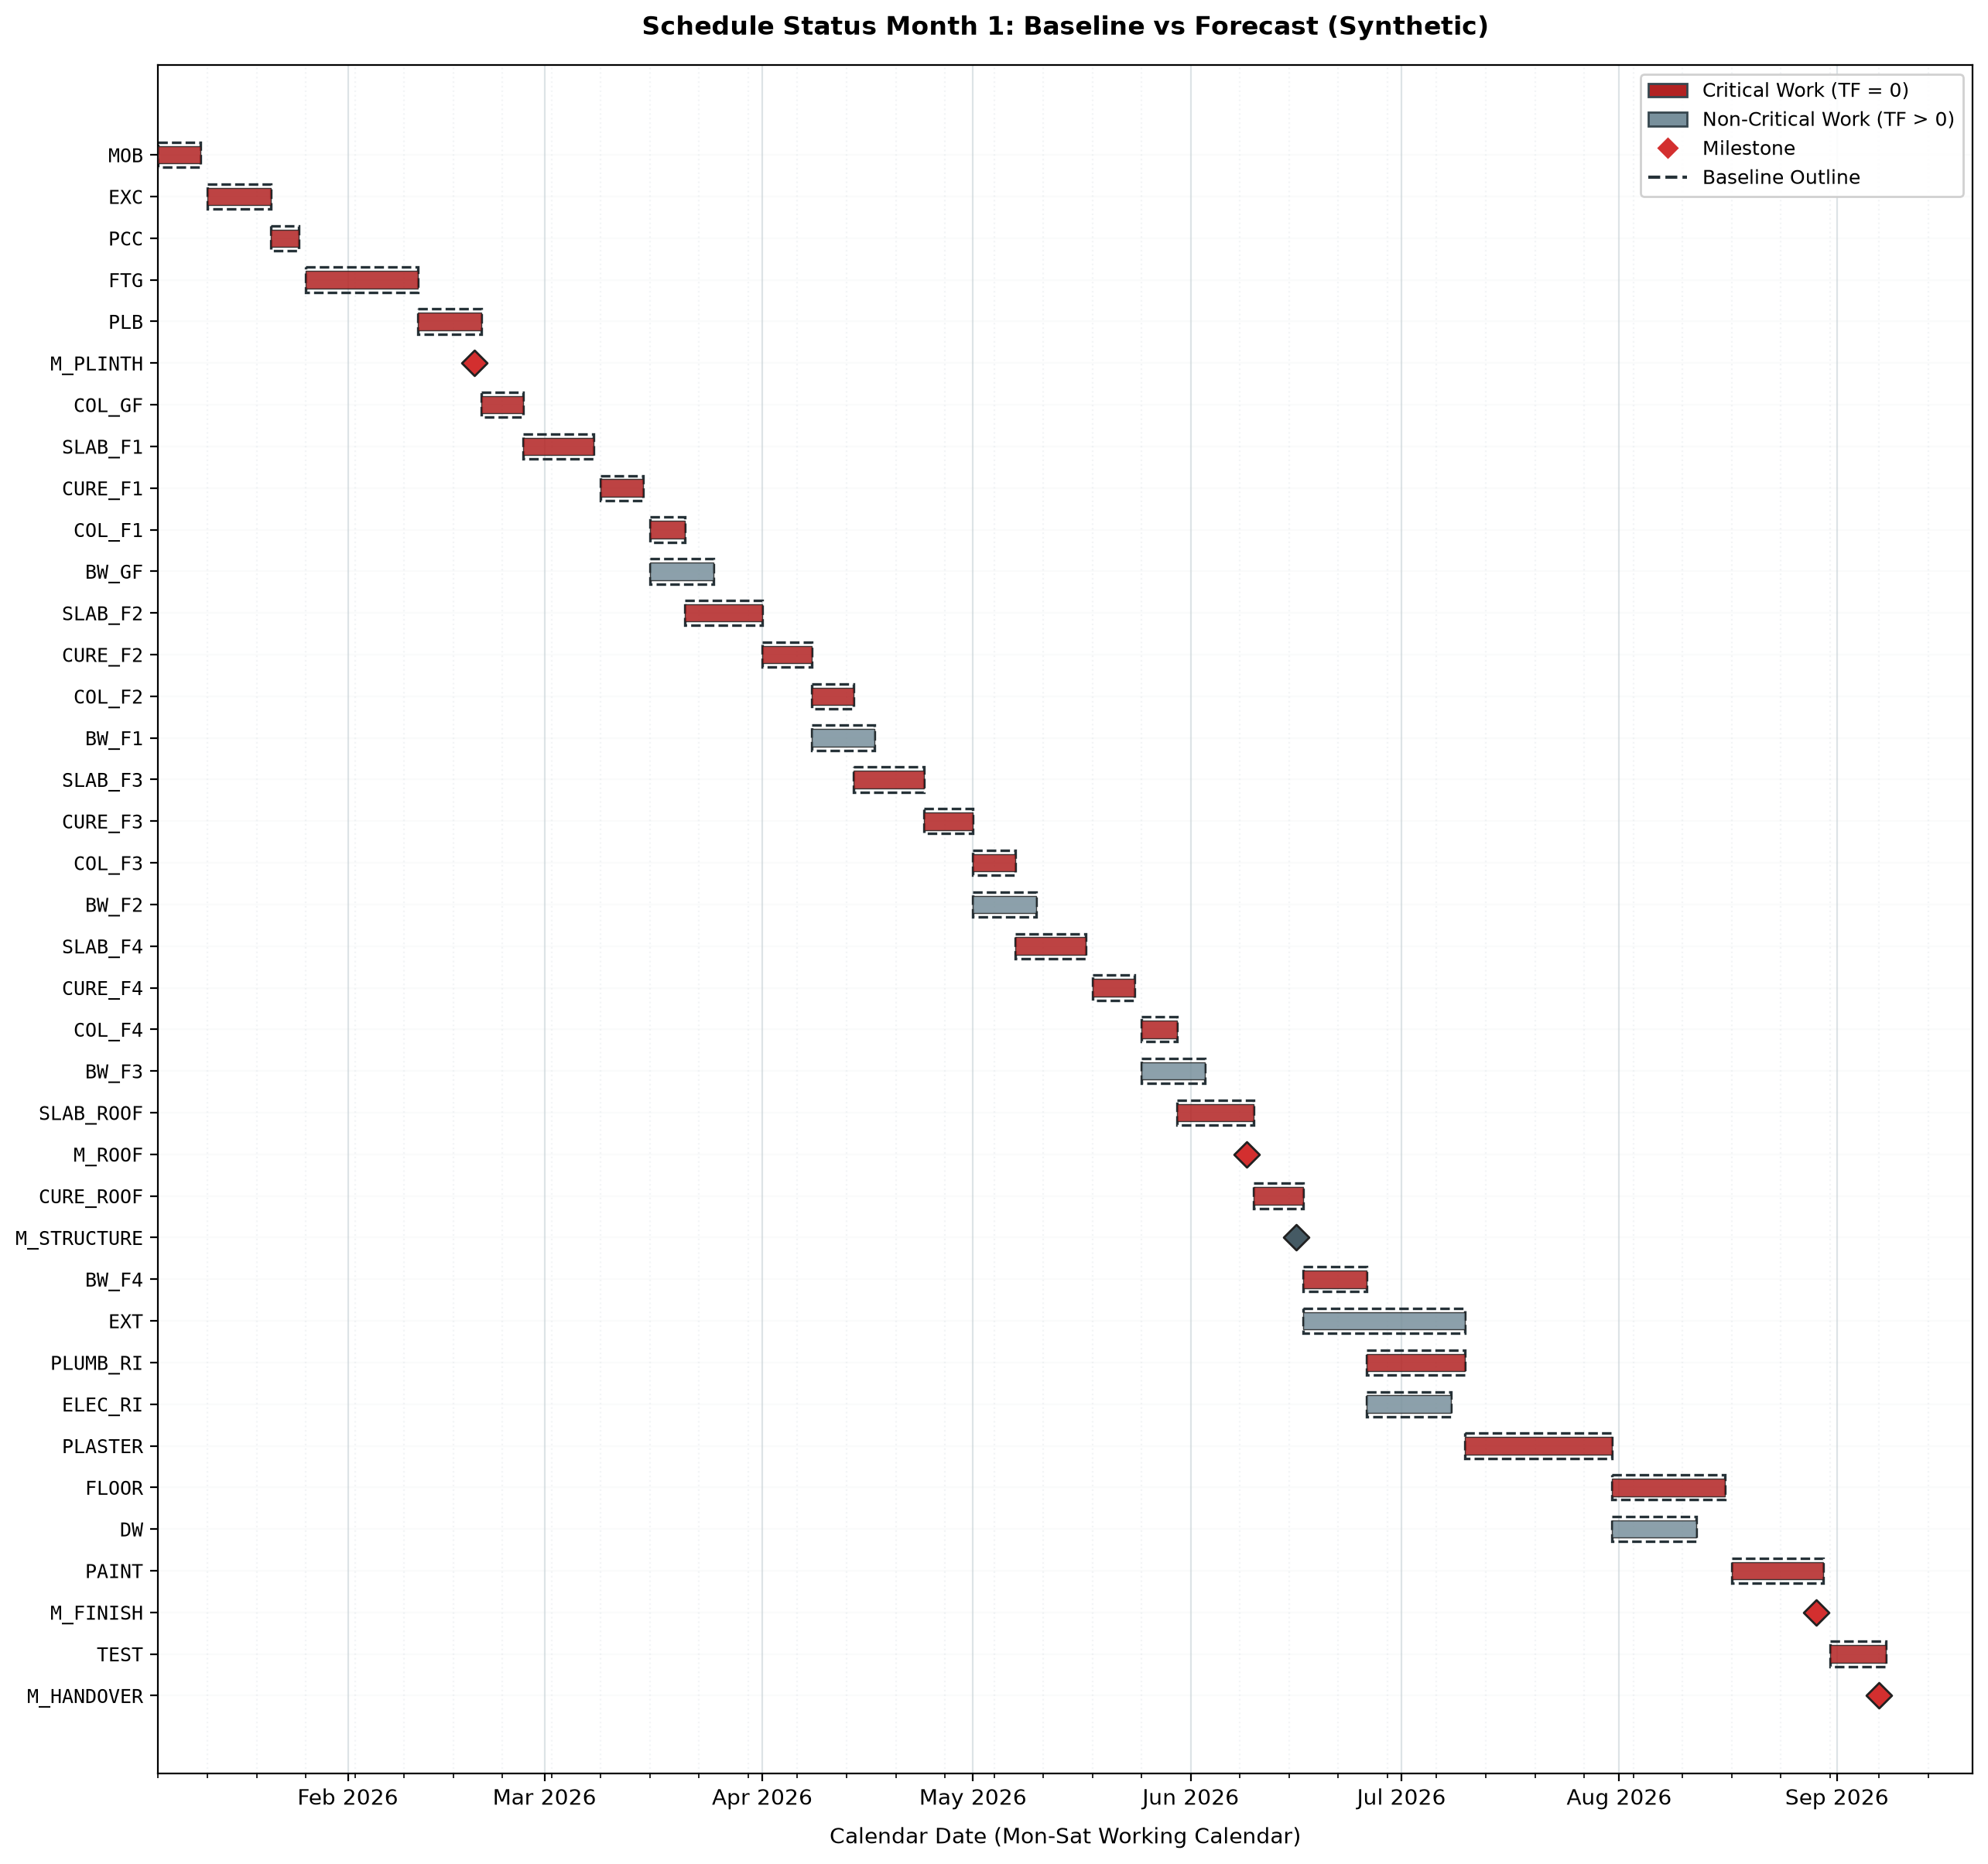 Schedule Status Month 1: Baseline vs Forecast (Synthetic)
Critical Work (TF = 0)
Non-Critical Work (TF > 0)
Milestone
Baseline Outline
MOB
EXC
PCC
FTG
PLB
M_PLINTH
COL_GF
SLAB_F1
CURE_F1
COL_F1
BW_GF
SLAB_F2
CURE_F2
COL_F2
BW_F1
SLAB_F3
CURE_F3
COL_F3
BW_F2
SLAB_F4
CURE_F4
COL_F4
BW_F3
SLAB_ROOF
M_ROOF
CURE_ROOF
M_STRUCTURE
BW_F4
EXT
PLUMB_RI
ELEC_RI
PLASTER
FLOOR
DW
PAINT
M_FINISH
TEST
M_HANDOVER
Feb 2026 Mar 2026 Apr 2026 May 2026 Jun 2026 Jul 2026 Aug 2026 Sep 2026
Calendar Date (Mon-Sat Working Calendar)